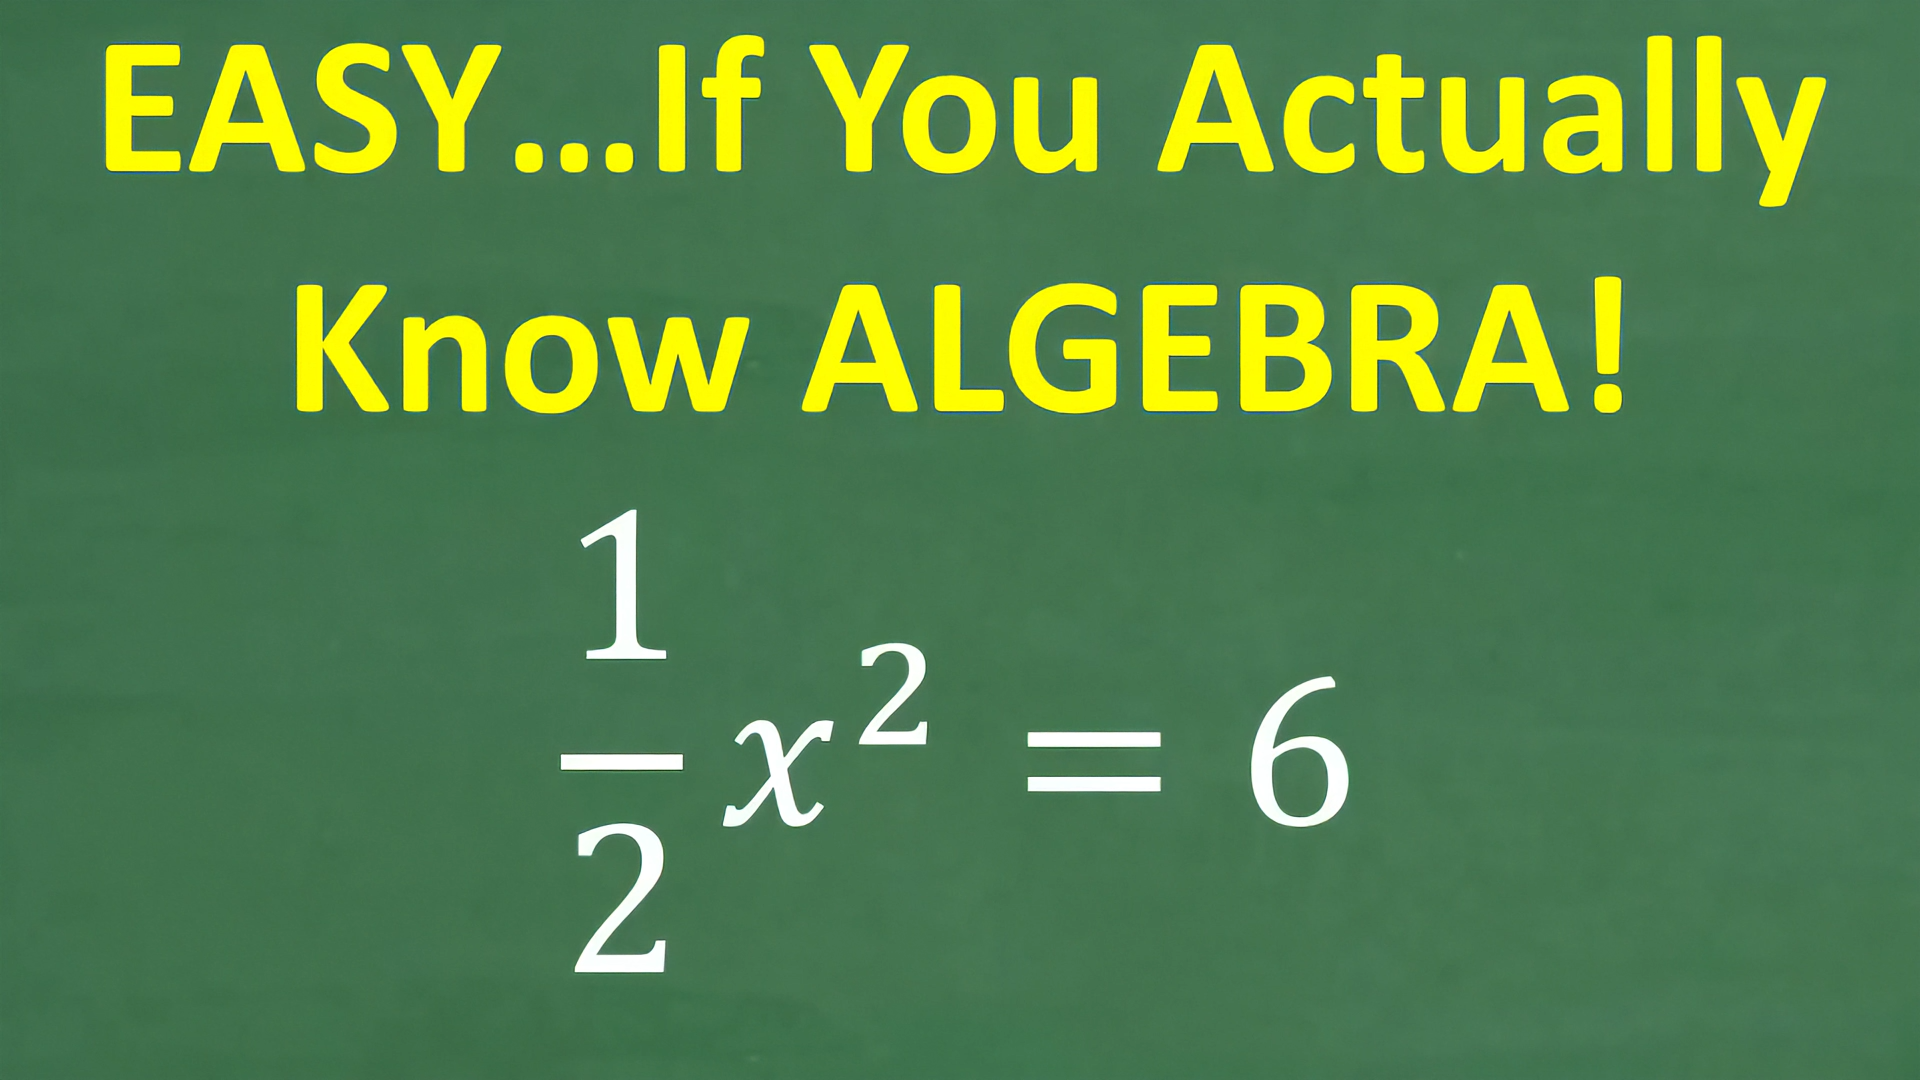 EASY...If You Actually
Know ALGEBRA!
1/2 x² = 6